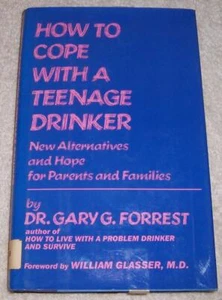 HOW TO
COPE
WITH A
TEENAGE
DRINKER
New Alternatives
and Hope
for Parents and Families
by
DR. GARY G. FORREST
author of
HOW TO LIVE WITH A PROBLEM DRINKER
AND SURVIVE
Foreword by WILLIAM GLASSER, M.D.